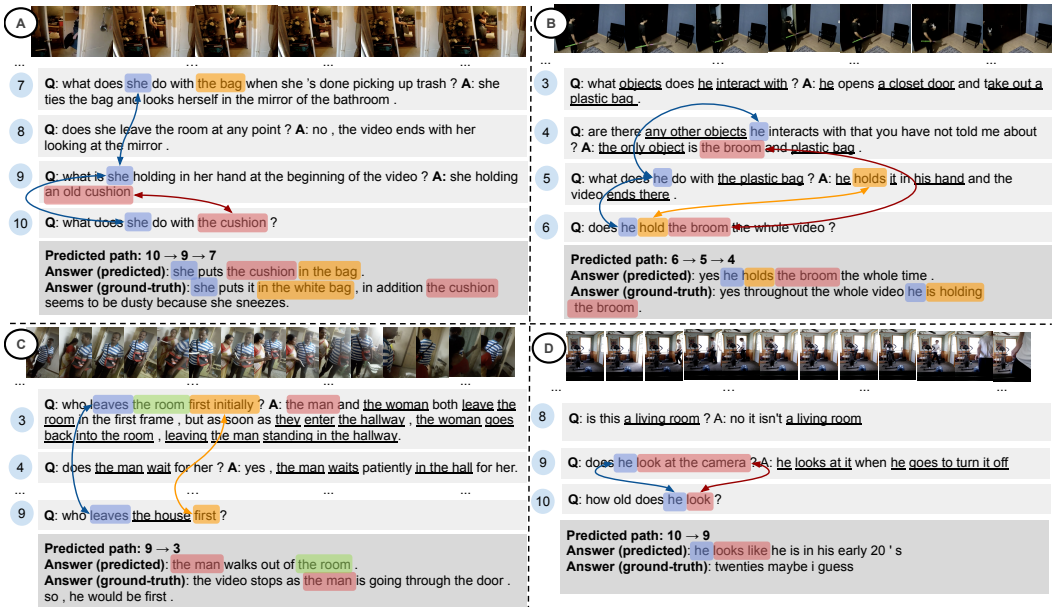 A
...
...
...
...
7
Q: what does she do with the bag when she 's done picking up trash ? A: she
ties the bag and looks herself in the mirror of the bathroom .
8
Q: does she leave the room at any point ? A: no , the video ends with her
looking at the mirror .
9
Q: what is she holding in her hand at the beginning of the video ? A: she holding
an old cushion
10
Q: what does she do with the cushion ?
Predicted path: 10 → 9 → 7
Answer (predicted): she puts the cushion in the bag .
Answer (ground-truth): she puts it in the white bag , in addition the cushion
seems to be dusty because she sneezes.
B
...
...
...
...
3
Q: what objects does he interact with ? A: he opens a closet door and take out a
plastic bag .
4
Q: are there any other objects he interacts with that you have not told me about
? A: the only object is the broom and plastic bag .
5
Q: what does he do with the plastic bag ? A: he holds it in his hand and the
video ends there .
6
Q: does he hold the broom the whole video ?
Predicted path: 6 → 5 → 4
Answer (predicted): yes he holds the broom the whole time .
Answer (ground-truth): yes throughout the whole video he is holding
the broom .
C
...
...
...
...
3
Q: who leaves the room first initially ? A: the man and the woman both leave the
room in the first frame , but as soon as they enter the hallway , the woman goes
back into the room , leaving the man standing in the hallway.
4
Q: does the man wait for her ? A: yes , the man waits patiently in the hall for her.
...
...
...
...
9
Q: who leaves the house first ?
Predicted path: 9 → 3
Answer (predicted): the man walks out of the room .
Answer (ground-truth): the video stops as the man is going through the door .
so , he would be first .
D
...
...
...
...
8
Q: is this a living room ? A: no it isn't a living room
9
Q: does he look at the camera ? A: he looks at it when he goes to turn it off
10
Q: how old does he look ?
Predicted path: 10 → 9
Answer (predicted): he looks like he is in his early 20 ' s
Answer (ground-truth): twenties maybe i guess